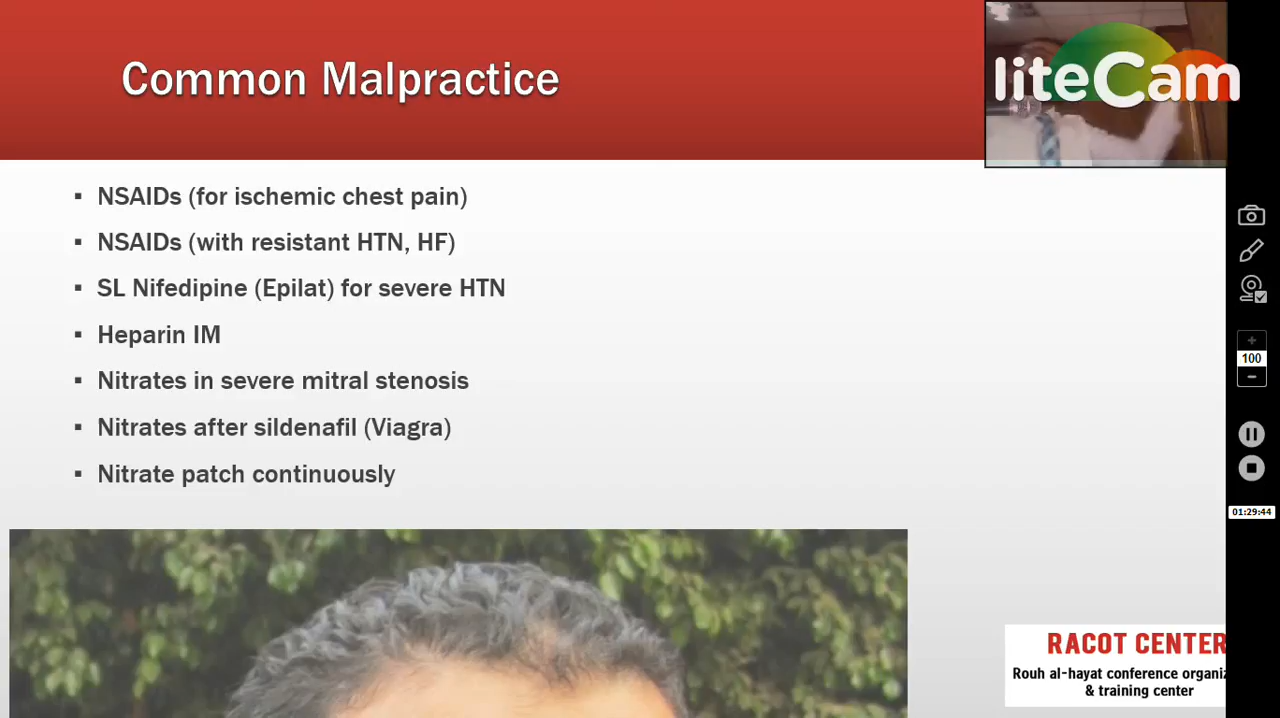 Common Malpractice
liteCam
NSAIDs (for ischemic chest pain)
NSAIDs (with resistant HTN, HF)
SL Nifedipine (Epilat) for severe HTN
Heparin IM
Nitrates in severe mitral stenosis
Nitrates after sildenafil (Viagra)
Nitrate patch continuously
100
01:29:44
RACOT CENTER
Rouh al-hayat conference organiz
& training center